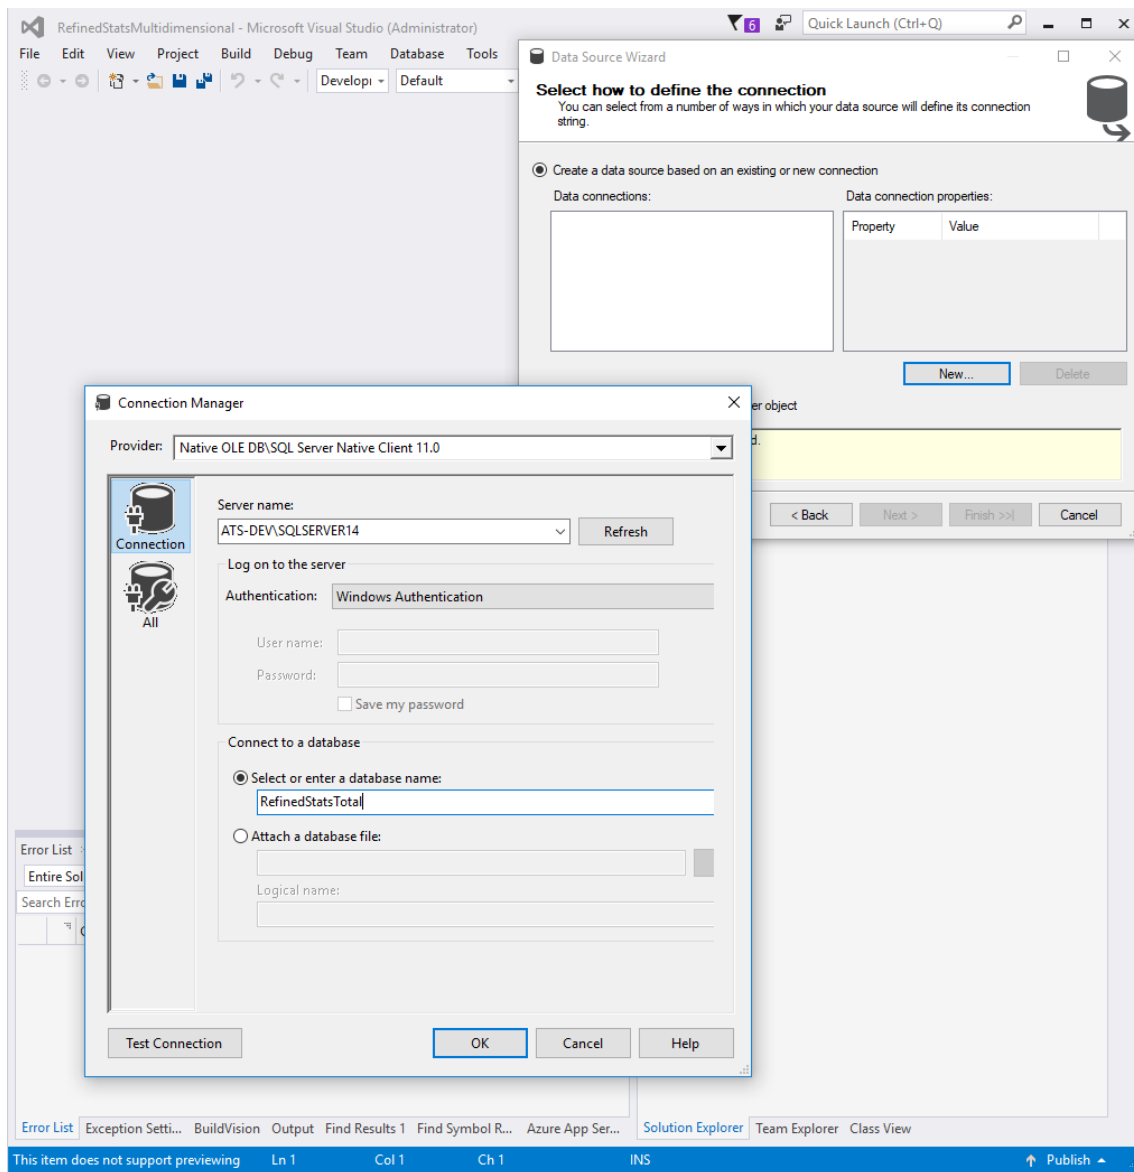 RefinedStatsMultidimensional - Microsoft Visual Studio (Administrator)
6
Quick Launch (Ctrl+Q)
File Edit View Project Build Debug Team Database Tools
Default
Data Source Wizard
Select how to define the connection
You can select from a number of ways in which your data source will define its connection
string.
Create a data source based on an existing or new connection
Data connections:
Data connection properties:
Property Value
New...
Delete
er object
d.
< Back
Next >
Finish >>|
Cancel
Connection Manager
Provider:
Native OLE DB\SQL Server Native Client 11.0
Connection
All
Server name:
ATS-DEV\SQLSERVER14
Refresh
Log on to the server
Authentication:
Windows Authentication
User name:
Password:
Save my password
Connect to a database
Select or enter a database name:
RefinedStatsTotal
Attach a database file:
Logical name:
Test Connection
OK
Cancel
Help
Error List
Entire Sol
Search Erro
Error List Exception Setti... BuildVision Output Find Results 1 Find Symbol R... Azure App Ser...
Solution Explorer Team Explorer Class View
This item does not support previewing Ln 1 Col 1 Ch 1 INS Publish